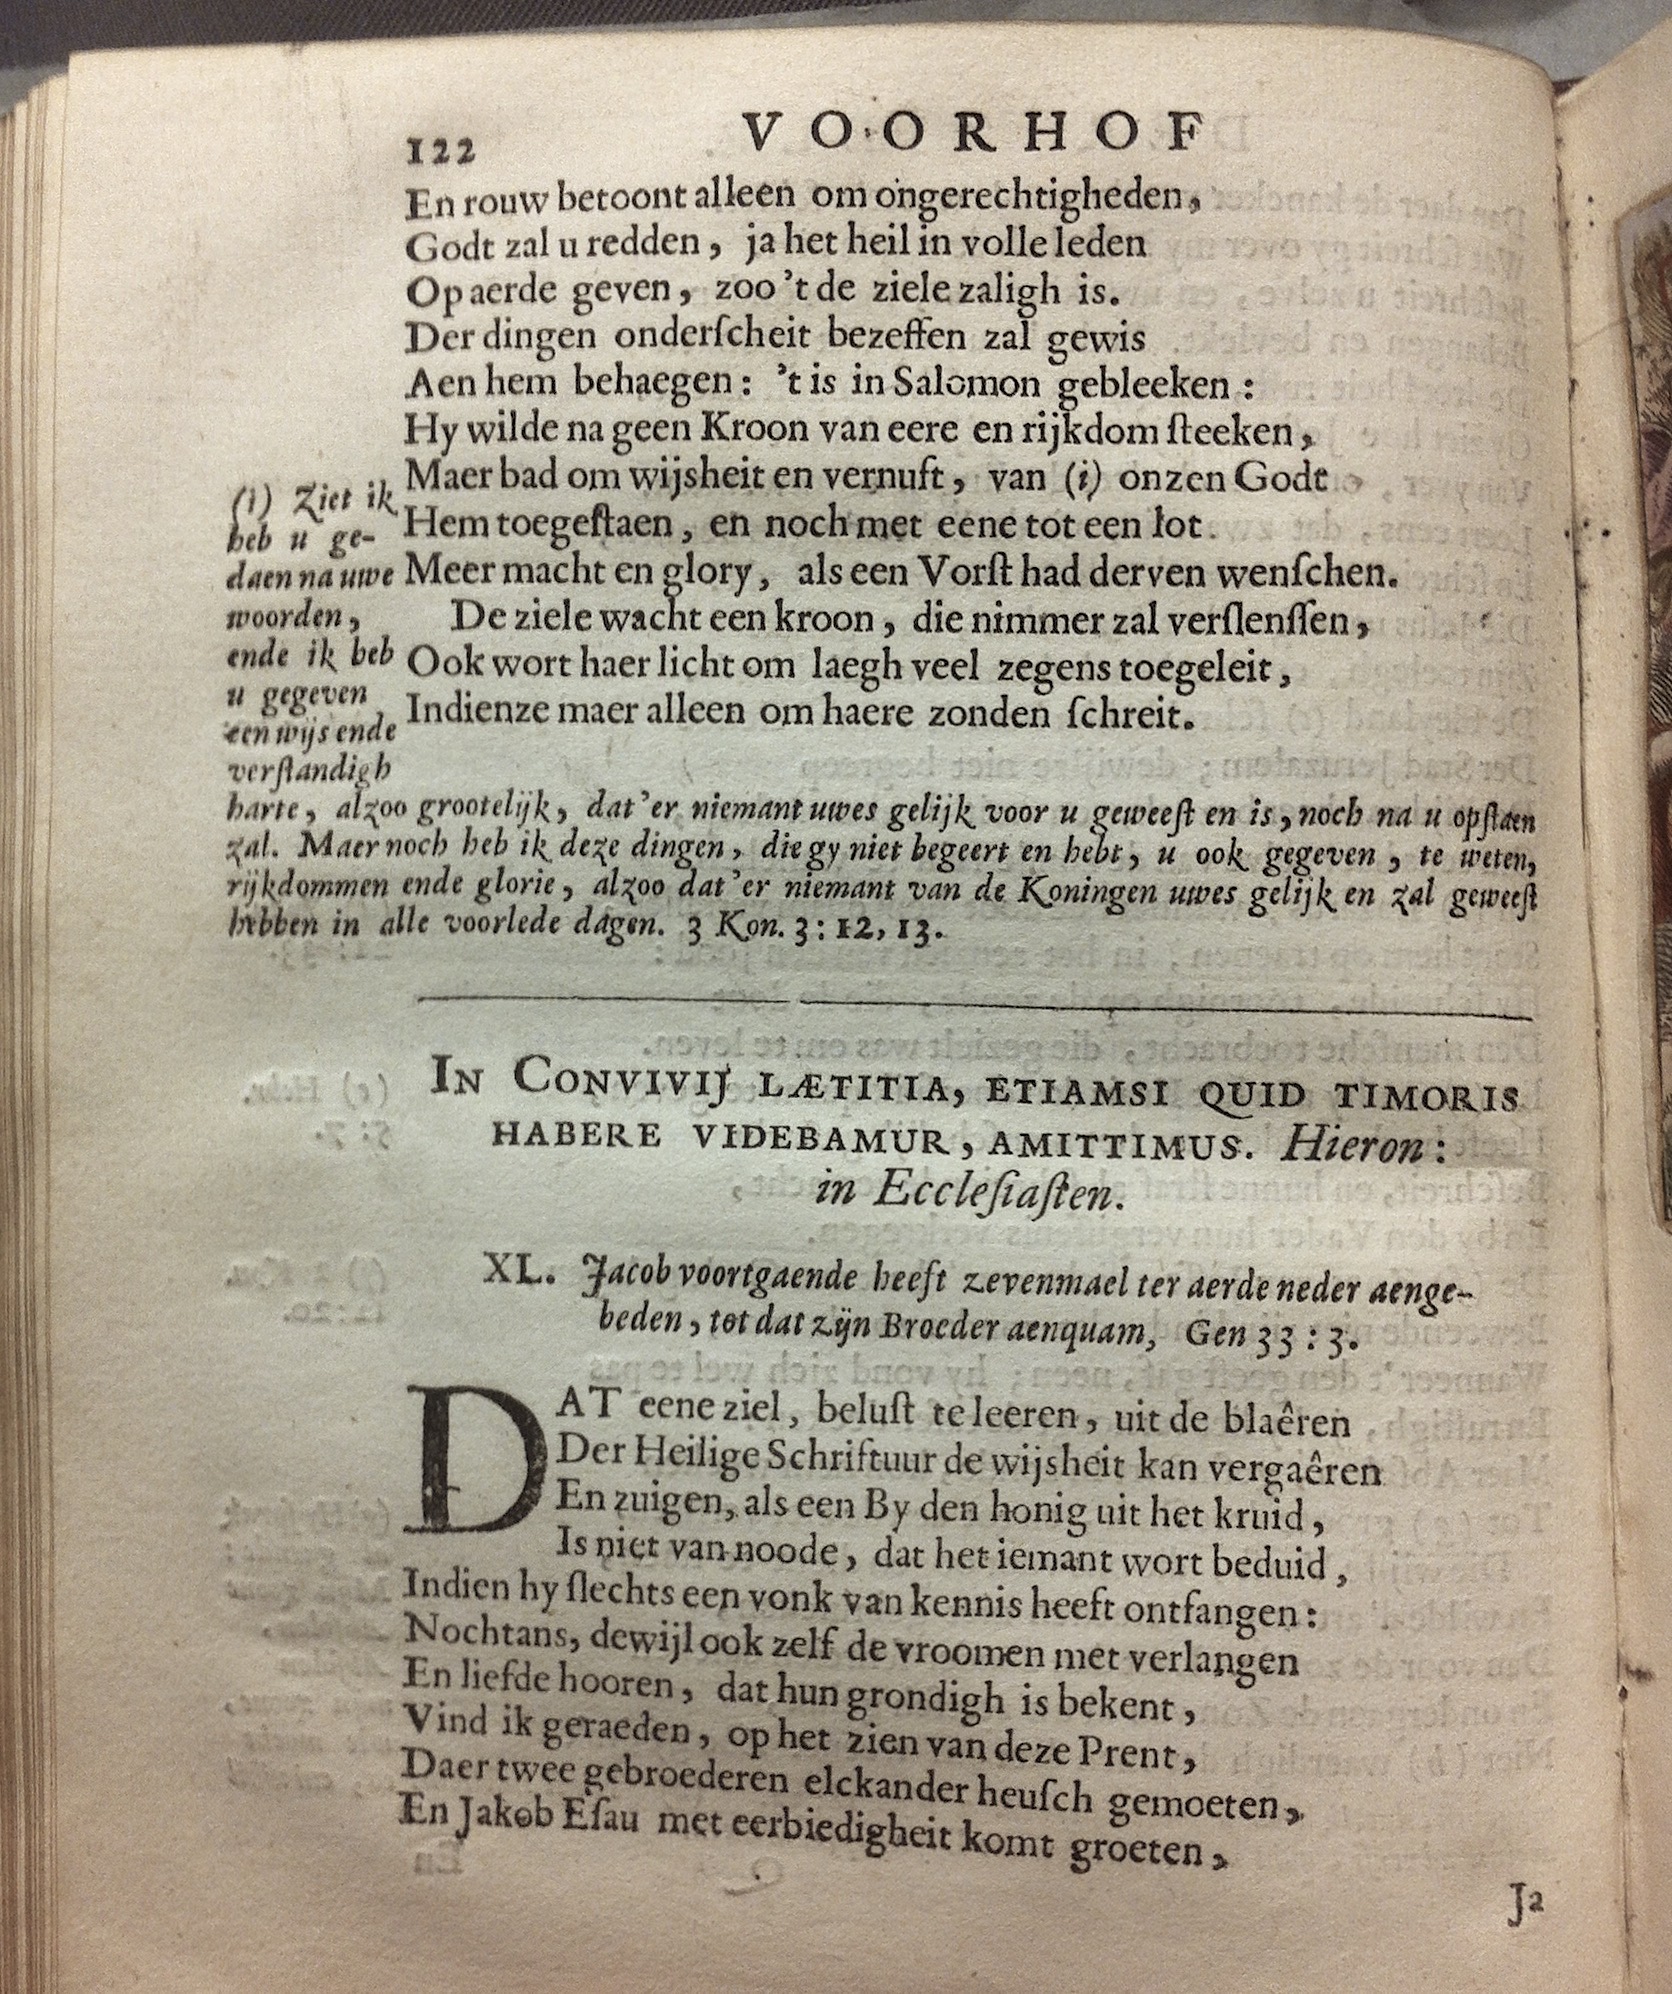 122 VOORHOF
En rouw betoont alleen om ongerechtigheden,
Godt zal u redden, ja het heil in volle leden
Op aerde geven, zoo 't de ziele zaligh is.
Der dingen onderſcheit bezeffen zal gewis
Aen hem behaegen: 't is in Salomon gebleeken:
Hy wilde na geen Kroon van eere en rijkdom ſteeken,
Maer bad om wijsheit en vernuft, van (i) onzen Godt
Hem toegeſtaen, en noch met eene tot een lot
Meer macht en glory, als een Vorſt had derven wenſchen.
De ziele wacht een kroon, die nimmer zal verſlenſſen,
Ook wort haer licht om laegh veel zegens toegeleit,
Indienze maer alleen om haere zonden ſchreit.
(i) Ziet ik
heb u ge-
daen na uwe
woorden,
ende ik heb
u gegeven
een wijs ende
verſtandigh
harte, alzoo grootelijk, dat'er niemant uwes gelijk voor u geweeſt en is, noch na u opſtaen
zal. Maer noch heb ik deze dingen, die gy niet begeert en hebt, u ook gegeven, te weten,
rijkdommen ende glorie, alzoo dat'er niemant van de Koningen uwes gelijk en zal geweeſt
hebben in alle voorlede dagen. 3 Kon. 3: 12, 13.
IN CONVIVIJ LÆTITIA, ETIAMSI QUID TIMORIS
HABERE VIDEBAMUR, AMITTIMUS. Hieron:
in Eccleſiaſten.
XL. Jacob voortgaende heeft zevenmael ter aerde neder aenge-
beden, tot dat zijn Broeder aenquam, Gen 33: 3.
DAT eene ziel, beluſt te leeren, uit de blaêren
Der Heilige Schriftuur de wijsheit kan vergaêren
En zuigen, als een By den honig uit het kruid,
Is niet van noode, dat het iemant wort beduid,
Indien hy ſlechts een vonk van kennis heeft ontfangen:
Nochtans, dewijl ook zelf de vroomen met verlangen
En liefde hooren, dat hun grondigh is bekent,
Vind ik geraeden, op het zien van deze Prent,
Daer twee gebroederen elckander heuſch gemoeten,
En Jakob Eſau met eerbiedigheit komt groeten,
Ja